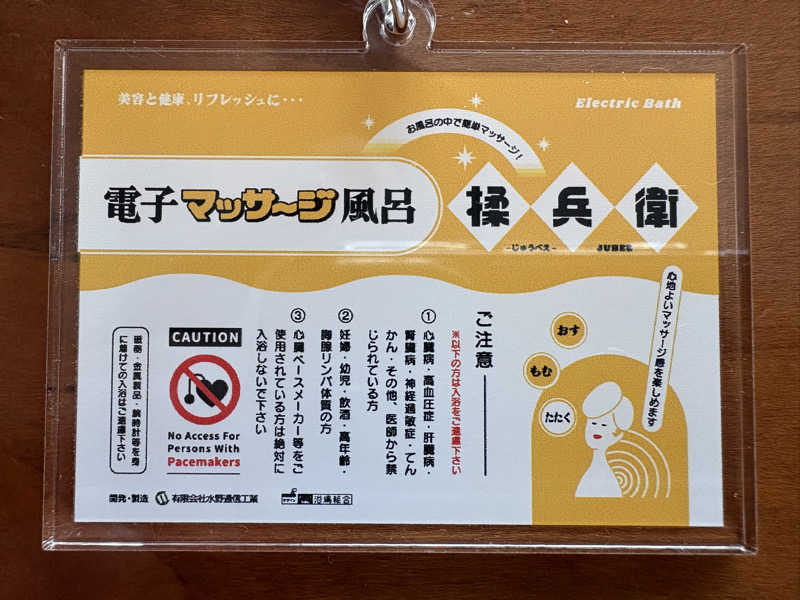 美容と健康、リフレッシュに・・・
Electric Bath
お風呂の中で簡単マッサージ!
電子マッサ〜ジ風呂
揉兵衛
-じゅうべえ-
JUBEE
心地よいマッサージ感を楽しめます
おす
もむ
たたく
ご注意
※以下の方は入浴をご遠慮下さい
①心臓病・高血圧症・肝臓病・
腎臓病・神経過敏症・てん
かん・その他、医師から禁
じられている方
②妊婦・幼児・飲酒・高年齢・
胸腺リンパ体質の方
③心臓ペースメーカー等をご
使用されている方は絶対に
入浴しないで下さい
CAUTION
No Access For
Persons With
Pacemakers
磁器・金属製品・腕時計等を身
に着けての入浴はご遠慮下さい
開発・製造
有限会社水野通信工業
デザイン